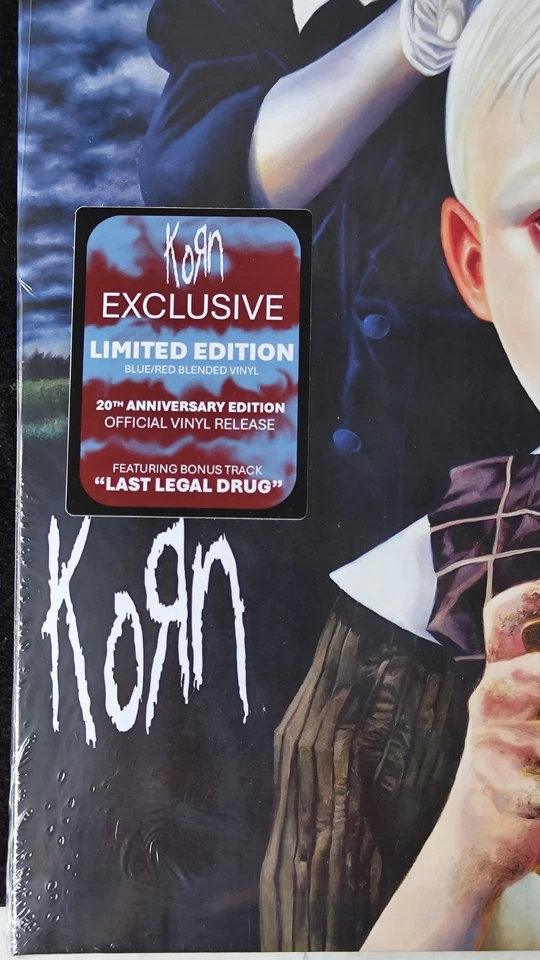 KoЯn
EXCLUSIVE
LIMITED EDITION
BLUE/RED BLENDED VINYL
20TH ANNIVERSARY EDITION
OFFICIAL VINYL RELEASE
FEATURING BONUS TRACK
“LAST LEGAL DRUG”
KoЯn